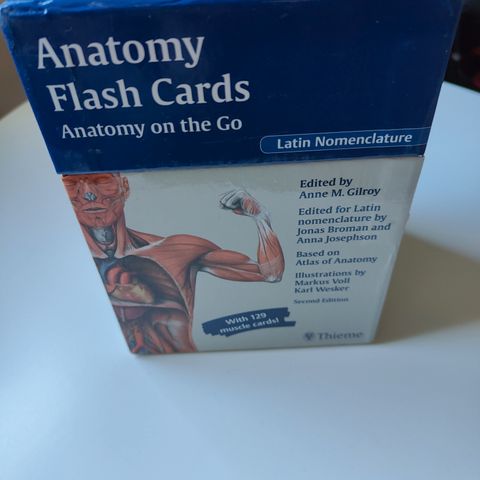 Anatomy
Flash Cards
Anatomy on the Go
Latin Nomenclature
Edited by
Anne M. Gilroy
Edited for Latin
nomenclature by
Jonas Broman and
Anna Josephson
Based on
Atlas of Anatomy
Illustrations by
Markus Voll
Karl Wesker
Second Edition
With 129
muscle cards!
Thieme